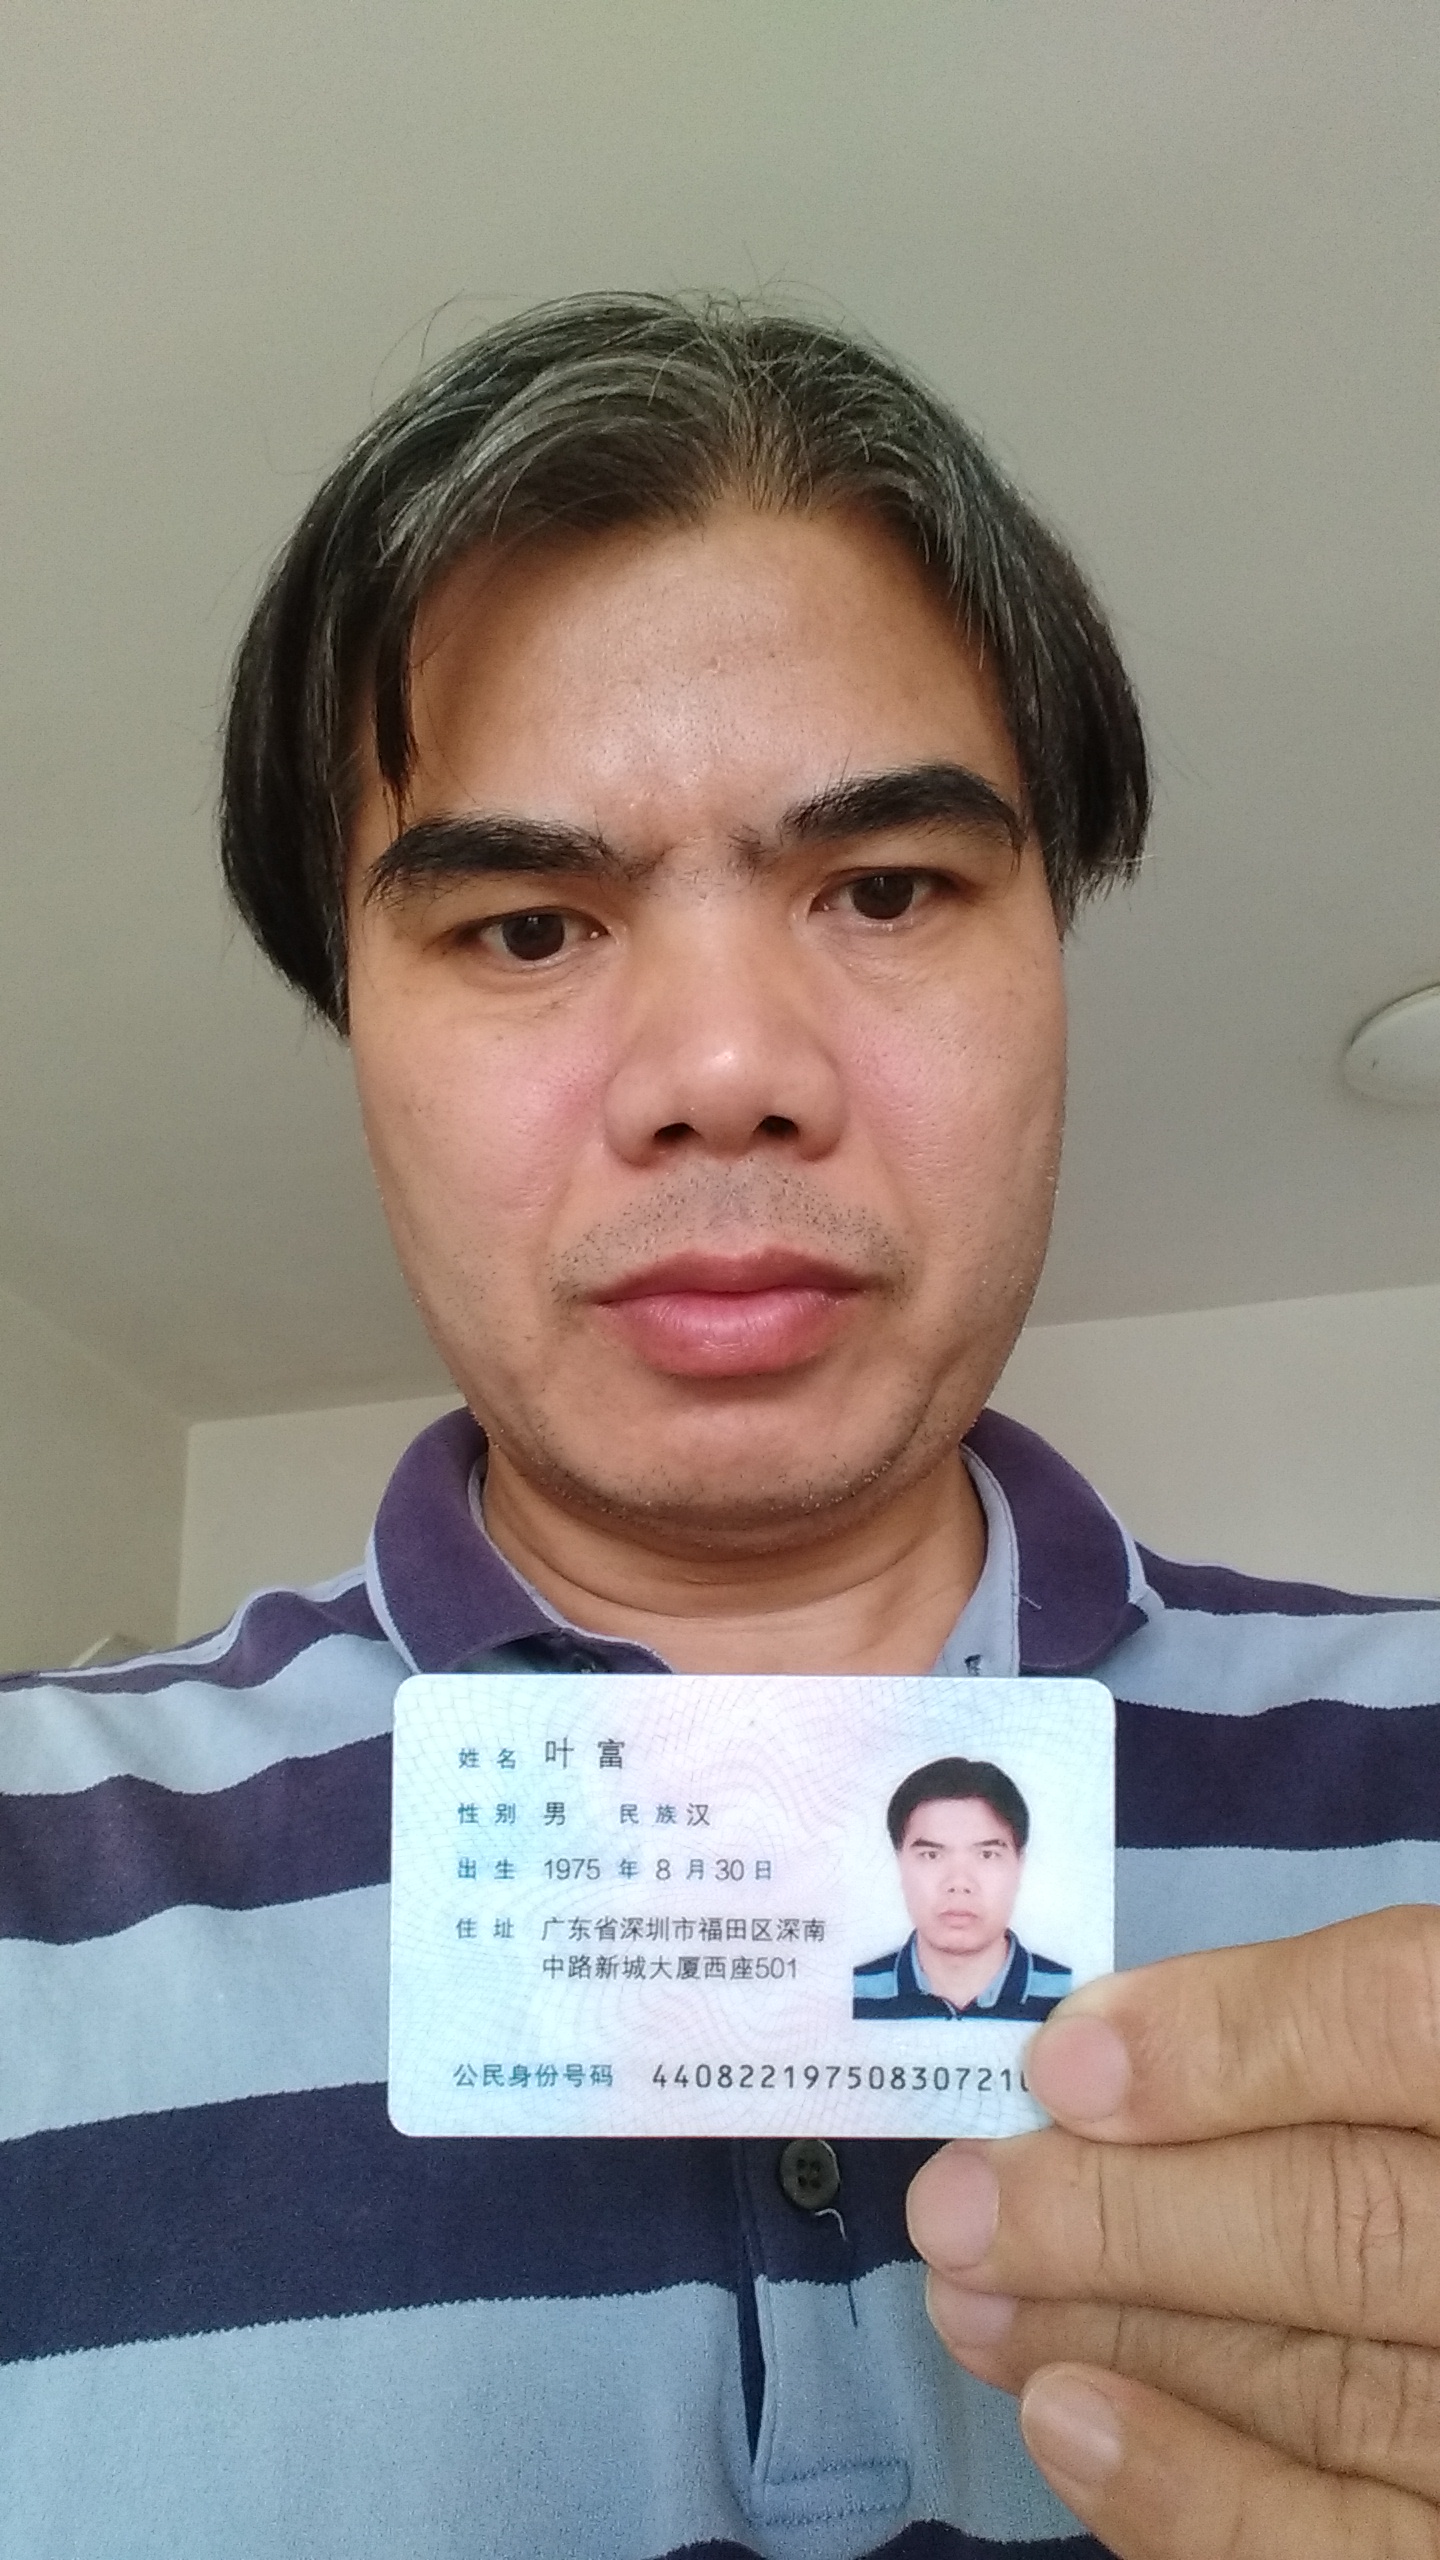 姓名 叶富
性别 男 民族 汉
出生 1975 年 8 月 30 日
住址 广东省深圳市福田区深南
中路新城大厦西座501
公民身份号码 44082219750830721